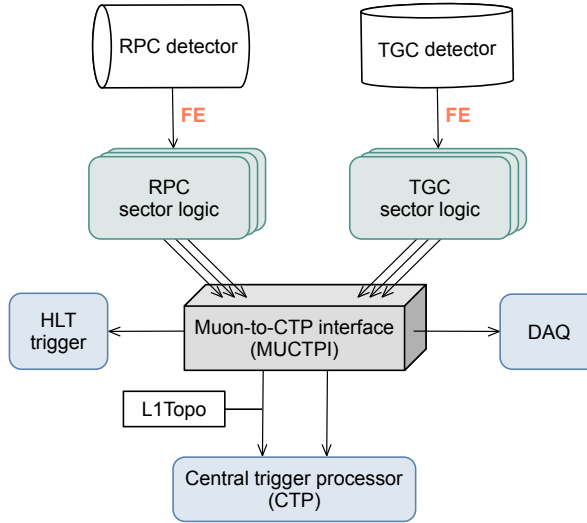 RPC detector
TGC detector
FE
FE
RPC
sector logic
TGC
sector logic
HLT
trigger
Muon-to-CTP interface
(MUCTPI)
DAQ
L1Topo
Central trigger processor
(CTP)